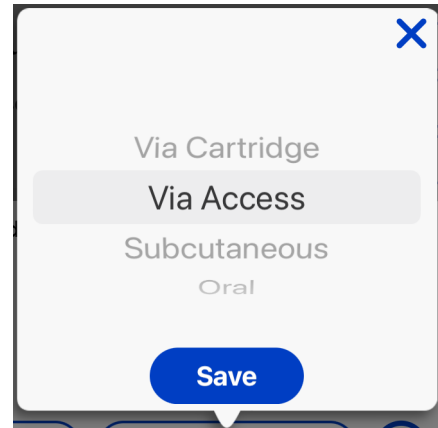 Via Cartridge
Via Access
Subcutaneous
Oral
Save